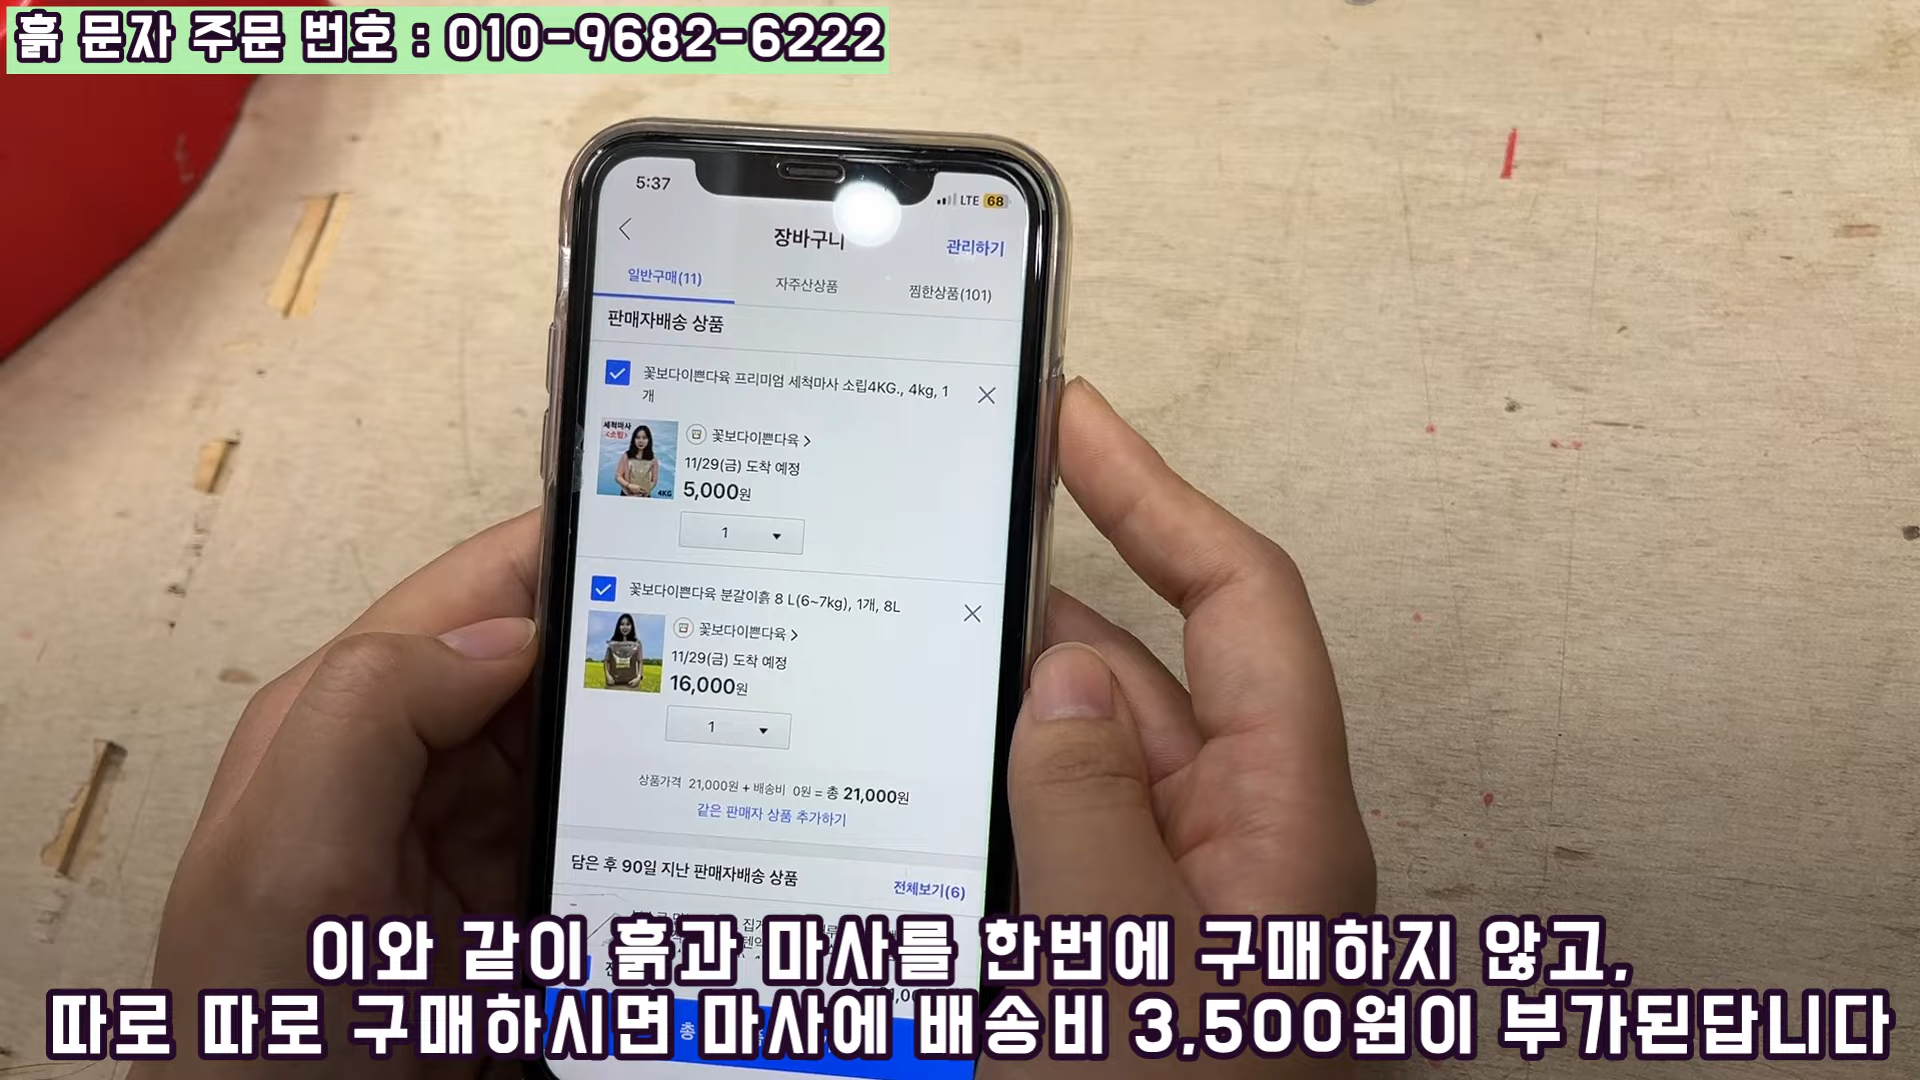 흙 문자 주문 번호 : 010-9682-6222
5:37
LTE 68
장바구니
관리하기
일반구매(11)
자주산상품
찜한상품(101)
판매자배송 상품
꽃보다이쁜다육 프리미엄 세척마사 소립4KG., 4kg, 1
개
세척마사
<소립>
4KG
꽃보다이쁜다육
11/29(금) 도착 예정
5,000원
1
꽃보다이쁜다육 분갈이흙 8 L(6~7kg), 1개, 8L
꽃보다이쁜다육
11/29(금) 도착 예정
16,000원
1
상품가격 21,000원 + 배송비 0원 = 총 21,000원
같은 판매자 상품 추가하기
담은 후 90일 지난 판매자배송 상품
전체보기(6)
이와 같이 흙과 마사를 한번에 구매하지 않고,
따로 따로 구매하시면 마사에 배송비 3,500원이 부가된답니다